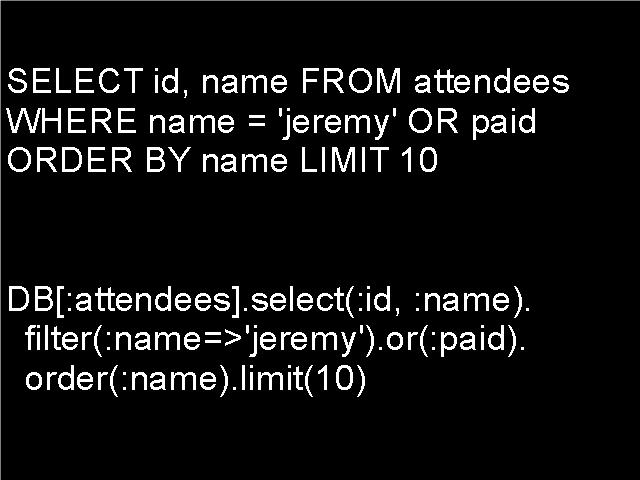 SELECT id, name FROM attendees
WHERE name = 'jeremy' OR paid
ORDER BY name LIMIT 10
DB[:attendees].select(:id, :name).
filter(:name=>'jeremy').or(:paid).
order(:name).limit(10)